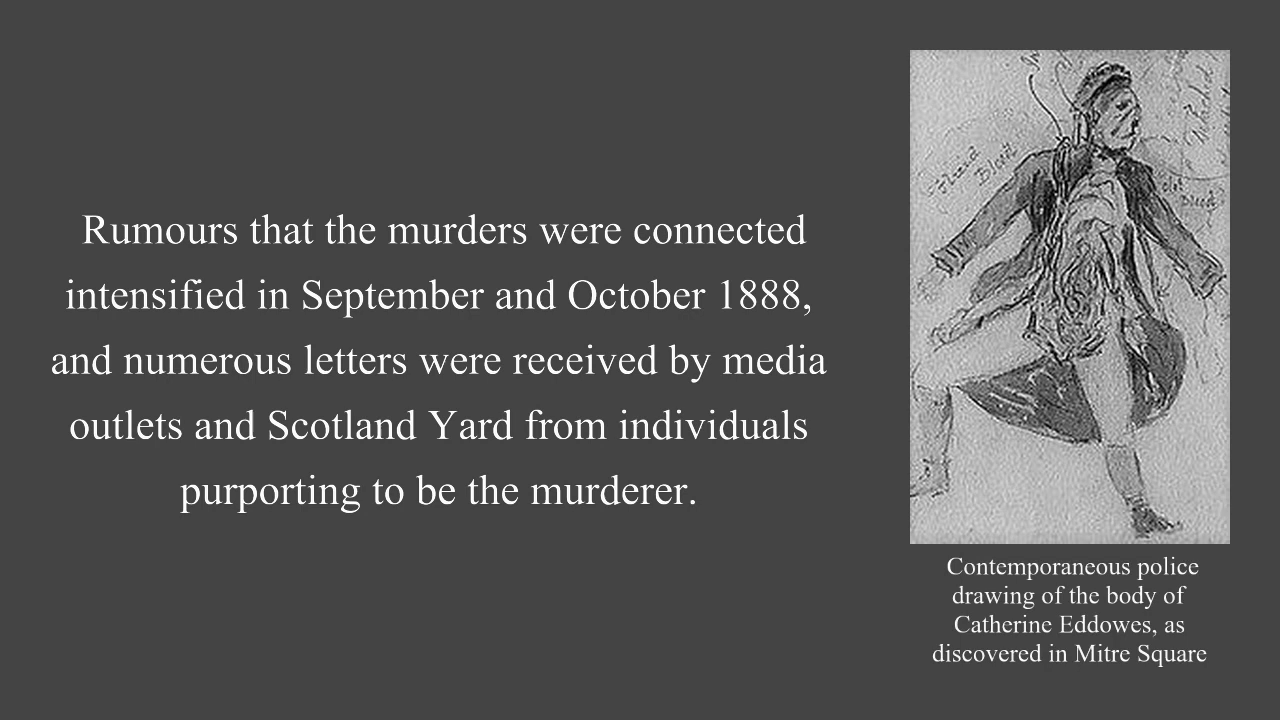 Rumours that the murders were connected
intensified in September and October 1888,
and numerous letters were received by media
outlets and Scotland Yard from individuals
purporting to be the murderer.
Blood
Contemporaneous police
drawing of the body of
Catherine Eddowes, as
discovered in Mitre Square